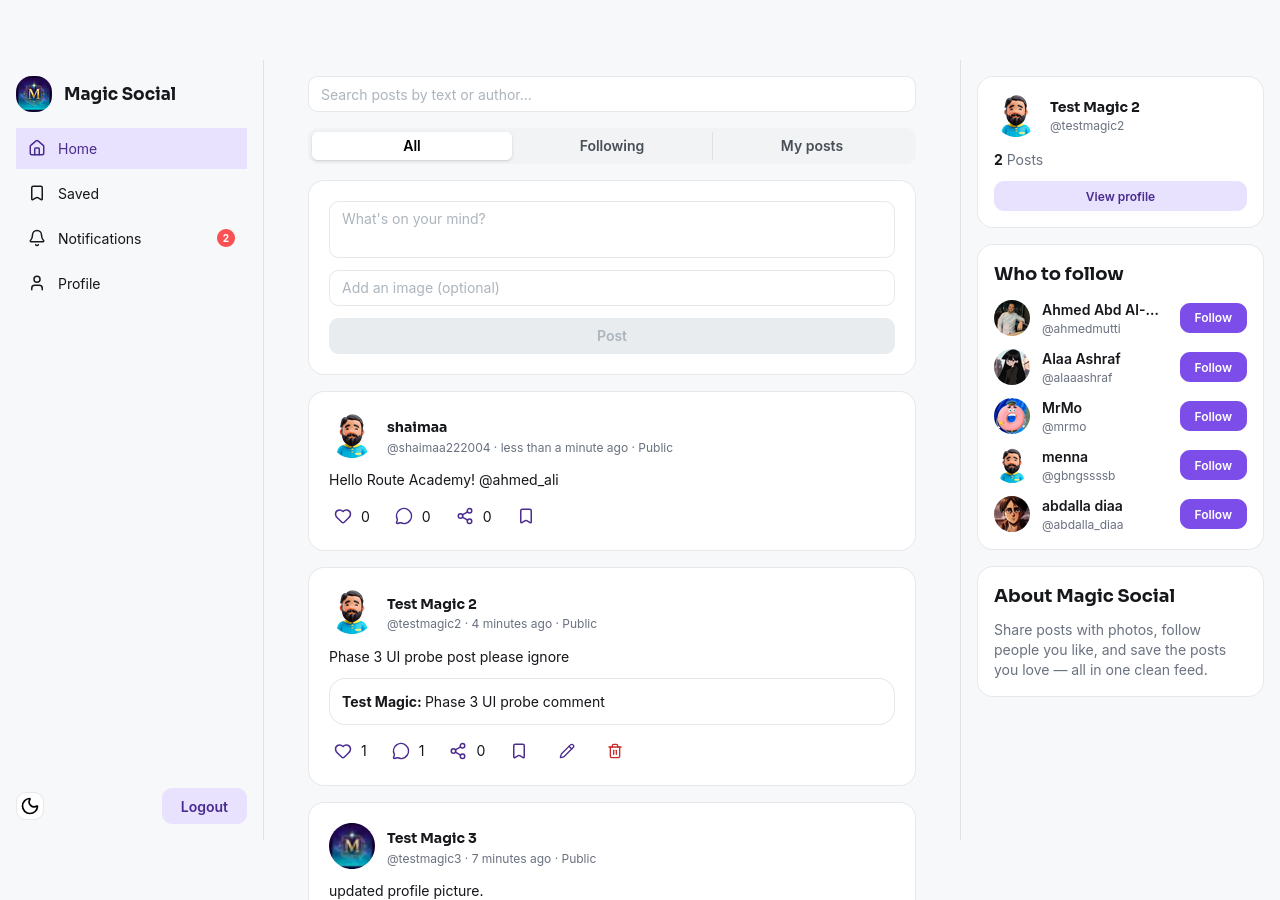 Magic Social
Home
Saved
Notifications
2
Profile
Logout
Search posts by text or author...
All
Following
My posts
What's on your mind?
Add an image (optional)
Post
shaimaa
@shaimaa222004 · less than a minute ago · Public
Hello Route Academy! @ahmed_ali
0
0
0
Test Magic 2
@testmagic2 · 4 minutes ago · Public
Phase 3 UI probe post please ignore
Test Magic: Phase 3 UI probe comment
1
1
0
Test Magic 3
@testmagic3 · 7 minutes ago · Public
updated profile picture.
Test Magic 2
@testmagic2
2 Posts
View profile
Who to follow
Ahmed Abd Al-...
@ahmedmutti
Follow
Alaa Ashraf
@alaaashraf
Follow
MrMo
@mrmo
Follow
menna
@gbngssssb
Follow
abdalla diaa
@abdalla_diaa
Follow
About Magic Social
Share posts with photos, follow
people you like, and save the posts
you love — all in one clean feed.